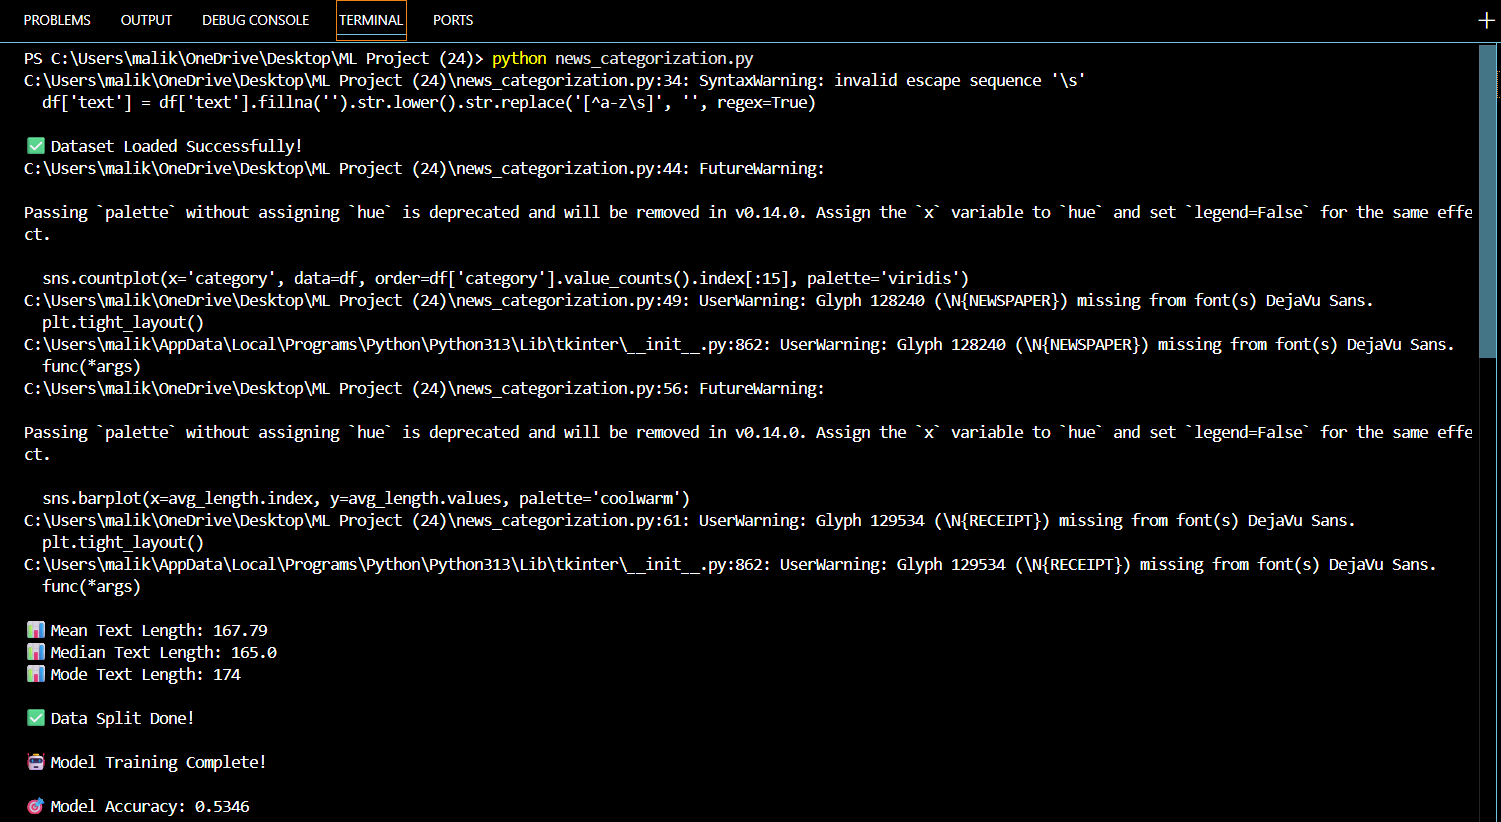 PROBLEMS OUTPUT DEBUG CONSOLE TERMINAL PORTS
PS C:\Users\malik\OneDrive\Desktop\ML Project (24)> python news_categorization.py
C:\Users\malik\OneDrive\Desktop\ML Project (24)\news_categorization.py:34: SyntaxWarning: invalid escape sequence '\s'
df['text'] = df['text'].fillna('').str.lower().str.replace('[^a-z\s]', '', regex=True)
✅ Dataset Loaded Successfully!
C:\Users\malik\OneDrive\Desktop\ML Project (24)\news_categorization.py:44: FutureWarning:
Passing `palette` without assigning `hue` is deprecated and will be removed in v0.14.0. Assign the `x` variable to `hue` and set `legend=False` for the same effe
ct.
sns.countplot(x='category', data=df, order=df['category'].value_counts().index[:15], palette='viridis')
C:\Users\malik\OneDrive\Desktop\ML Project (24)\news_categorization.py:49: UserWarning: Glyph 128240 (\N{NEWSPAPER}) missing from font(s) DejaVu Sans.
plt.tight_layout()
C:\Users\malik\AppData\Local\Programs\Python\Python313\Lib\tkinter\__init__.py:862: UserWarning: Glyph 128240 (\N{NEWSPAPER}) missing from font(s) DejaVu Sans.
func(*args)
C:\Users\malik\OneDrive\Desktop\ML Project (24)\news_categorization.py:56: FutureWarning:
Passing `palette` without assigning `hue` is deprecated and will be removed in v0.14.0. Assign the `x` variable to `hue` and set `legend=False` for the same effe
ct.
sns.barplot(x=avg_length.index, y=avg_length.values, palette='coolwarm')
C:\Users\malik\OneDrive\Desktop\ML Project (24)\news_categorization.py:61: UserWarning: Glyph 129534 (\N{RECEIPT}) missing from font(s) DejaVu Sans.
plt.tight_layout()
C:\Users\malik\AppData\Local\Programs\Python\Python313\Lib\tkinter\__init__.py:862: UserWarning: Glyph 129534 (\N{RECEIPT}) missing from font(s) DejaVu Sans.
func(*args)
📊 Mean Text Length: 167.79
📊 Median Text Length: 165.0
📊 Mode Text Length: 174
✅ Data Split Done!
🤖 Model Training Complete!
🎯 Model Accuracy: 0.5346